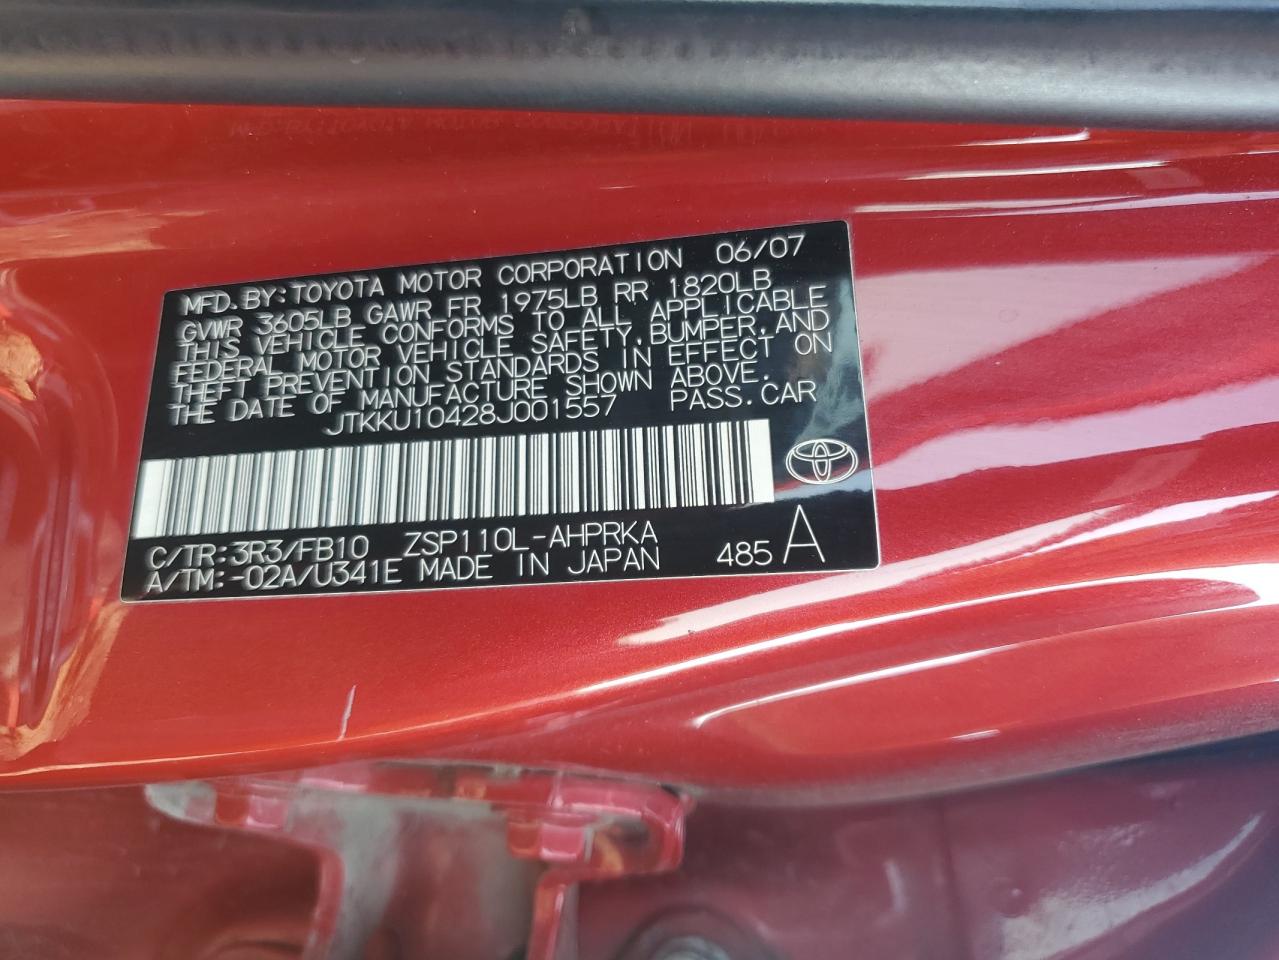 MFD.BY:TOYOTA MOTOR CORPORATION 06/07
GVWR 3605LB GAWR FR 1975LB RR 1820LB
THIS VEHICLE CONFORMS TO ALL APPLICABLE
FEDERAL MOTOR VEHICLE SAFETY,BUMPER,AND
THEFT PREVENTION STANDARDS IN EFFECT ON
THE DATE OF MANUFACTURE SHOWN ABOVE.
JTKKU10428J001557 PASS.CAR
C/TR:3R3/FB10 ZSP110L-AHPRKA
A/TM:-02A/U341E MADE IN JAPAN 485 A